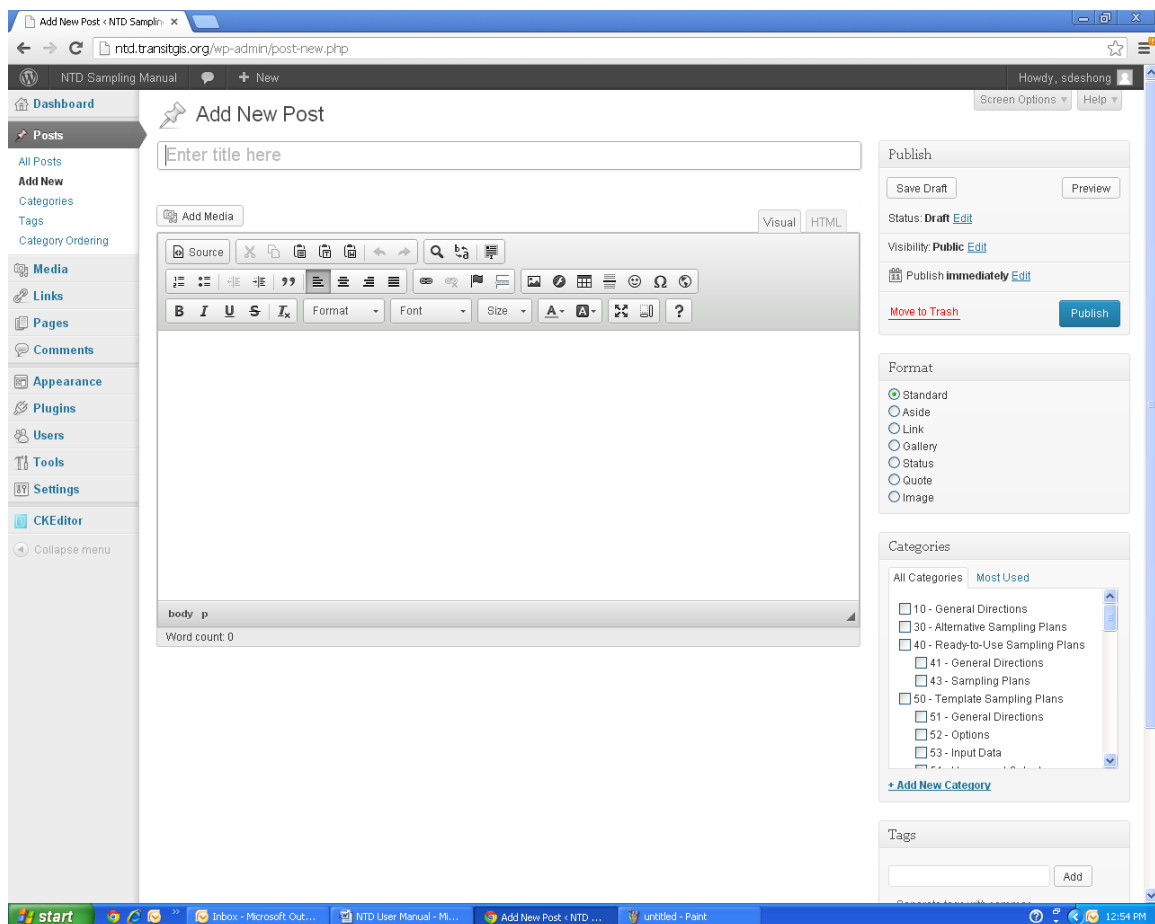 Add New Post ‹ NTD Samplin
ntd.transitgis.org/wp-admin/post-new.php
NTD Sampling Manual + New Howdy, sdeshong
Screen Options Help
Dashboard
Posts
All Posts
Add New
Categories
Tags
Category Ordering
Media
Links
Pages
Comments
Appearance
Plugins
Users
Tools
Settings
CKEditor
Collapse menu
Add New Post
Enter title here
Add Media
Visual HTML
Source
B I U S Ix Format Font Size A A ?
body p
Word count: 0
Publish
Save Draft Preview
Status: Draft Edit
Visibility: Public Edit
Publish immediately Edit
Move to Trash Publish
Format
Standard
Aside
Link
Gallery
Status
Quote
Image
Categories
All Categories Most Used
10 - General Directions
30 - Alternative Sampling Plans
40 - Ready-to-Use Sampling Plans
41 - General Directions
43 - Sampling Plans
50 - Template Sampling Plans
51 - General Directions
52 - Options
53 - Input Data
+ Add New Category
Tags
Add
start Inbox - Microsoft Out... NTD User Manual - Mi... Add New Post ‹ NTD ... untitled - Paint 12:54 PM